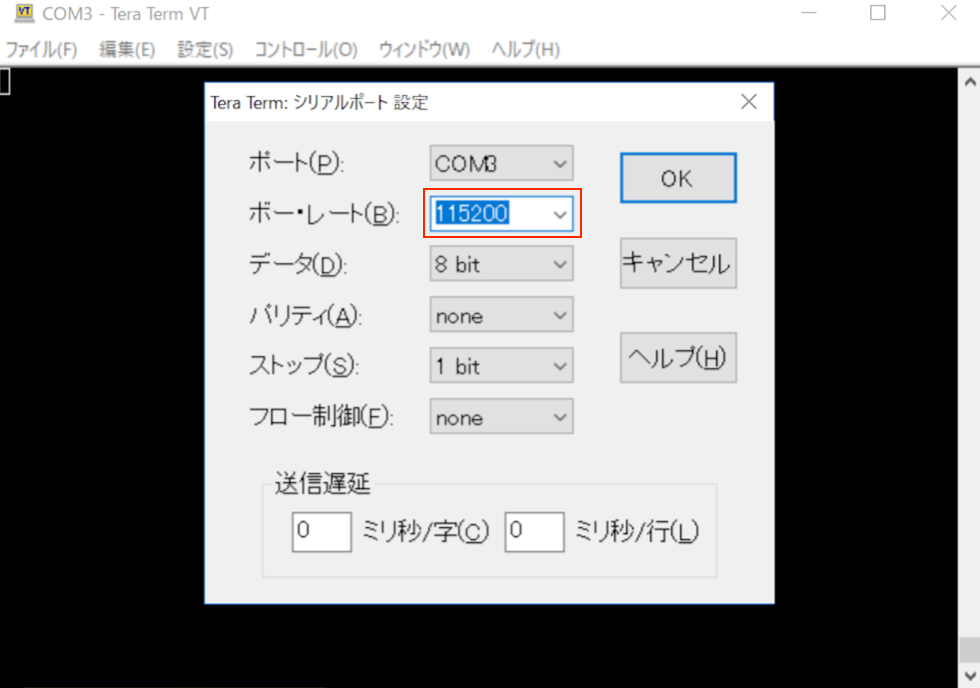 COM3 - Tera Term VT
ファイル(F) 編集(E) 設定(S) コントロール(O) ウィンドウ(W) ヘルプ(H)
Tera Term: シリアルポート 設定
ポート(P): COM3
OK
ボー・レート(B): 115200
データ(D): 8 bit
キャンセル
パリティ(A): none
ストップ(S): 1 bit
ヘルプ(H)
フロー制御(F): none
送信遅延
0 ミリ秒/字(C) 0 ミリ秒/行(L)